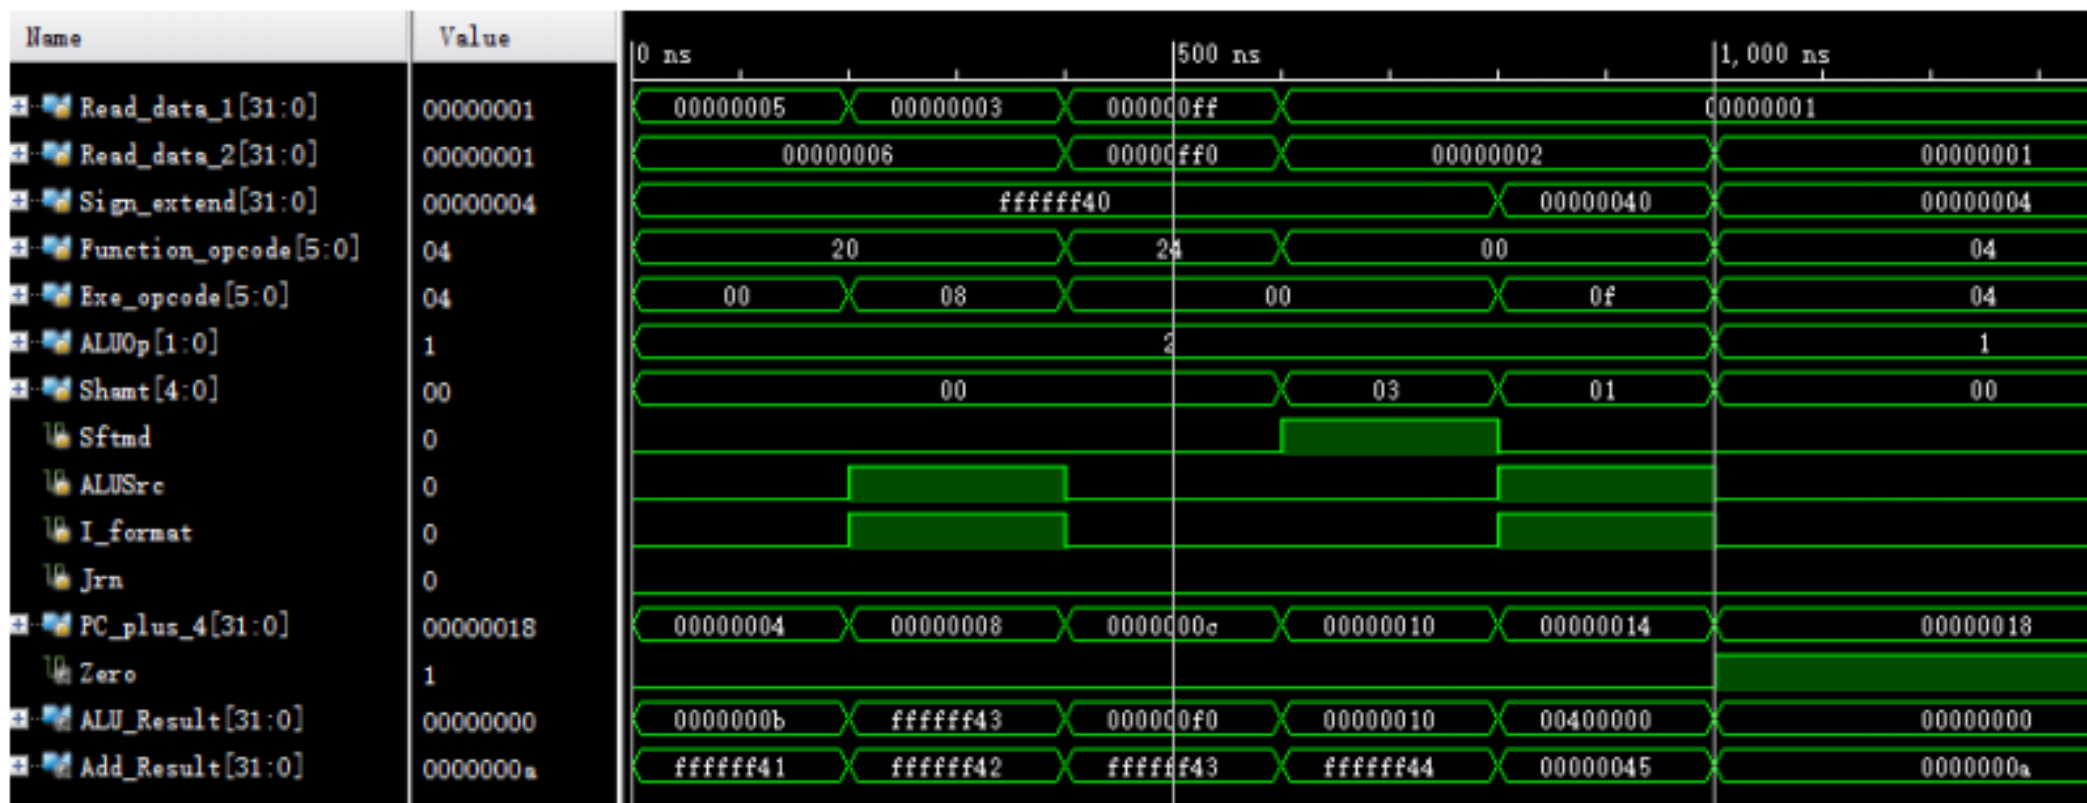 Name Value 0 ns 500 ns 1,000 ns
Read_data_1[31:0] 00000001 00000005 00000003 000000ff 00000001
Read_data_2[31:0] 00000001 00000006 00000ff0 00000002 00000001
Sign_extend[31:0] 00000004 ffffff40 00000040 00000004
Function_opcode[5:0] 04 20 24 00 04
Exe_opcode[5:0] 04 00 08 00 0f 04
ALUOp[1:0] 1 2 1
Shamt[4:0] 00 00 03 01 00
Sftmd 0
ALUSrc 0
I_format 0
Jrn 0
PC_plus_4[31:0] 00000018 00000004 00000008 0000000c 00000010 00000014 00000018
Zero 1
ALU_Result[31:0] 00000000 0000000b ffffff43 000000f0 00000010 00400000 00000000
Add_Result[31:0] 0000000a ffffff41 ffffff42 ffffff43 ffffff44 00000045 0000000a